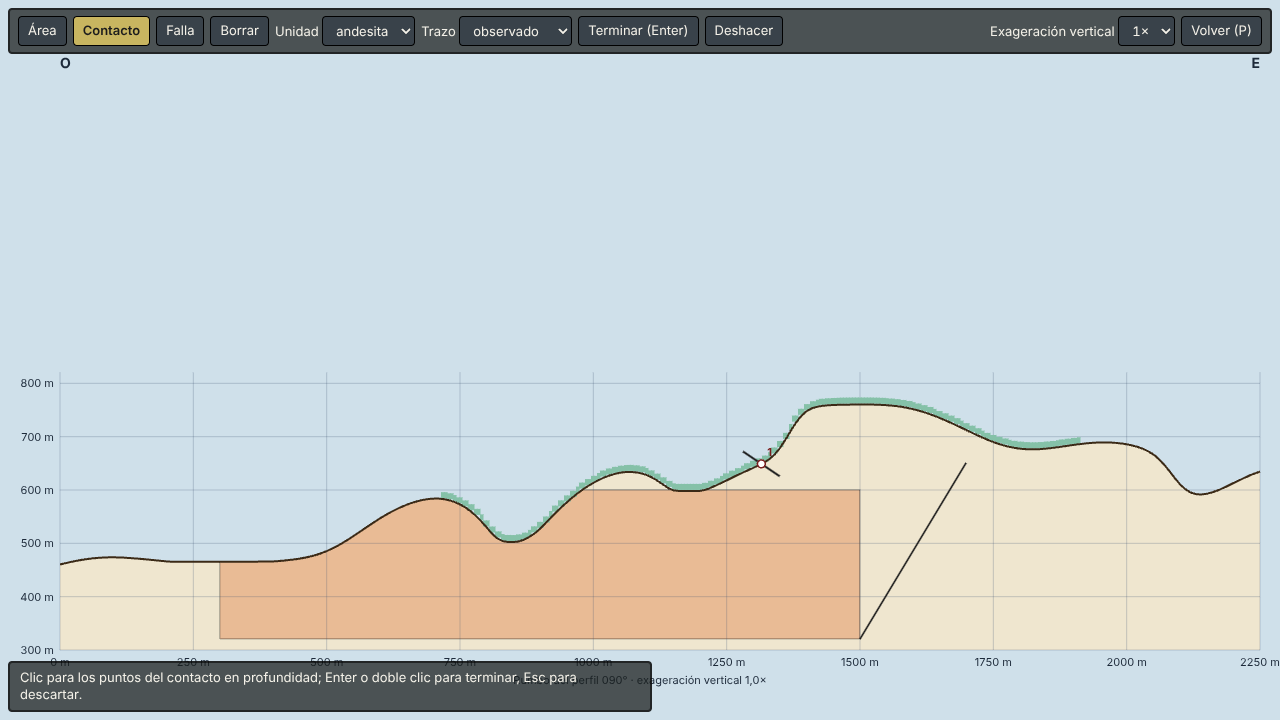 Área Contacto Falla Borrar Unidad andesita Trazo observado Terminar (Enter) Deshacer Exageración vertical 1× Volver (P)
O E
800 m
700 m
600 m
500 m
400 m
300 m
1
0 m 250 m 500 m 750 m 1000 m 1250 m 1500 m 1750 m 2000 m 2250 m
perfil 090° · exageración vertical 1,0×
Clic para los puntos del contacto en profundidad; Enter o doble clic para terminar, Esc para
descartar.